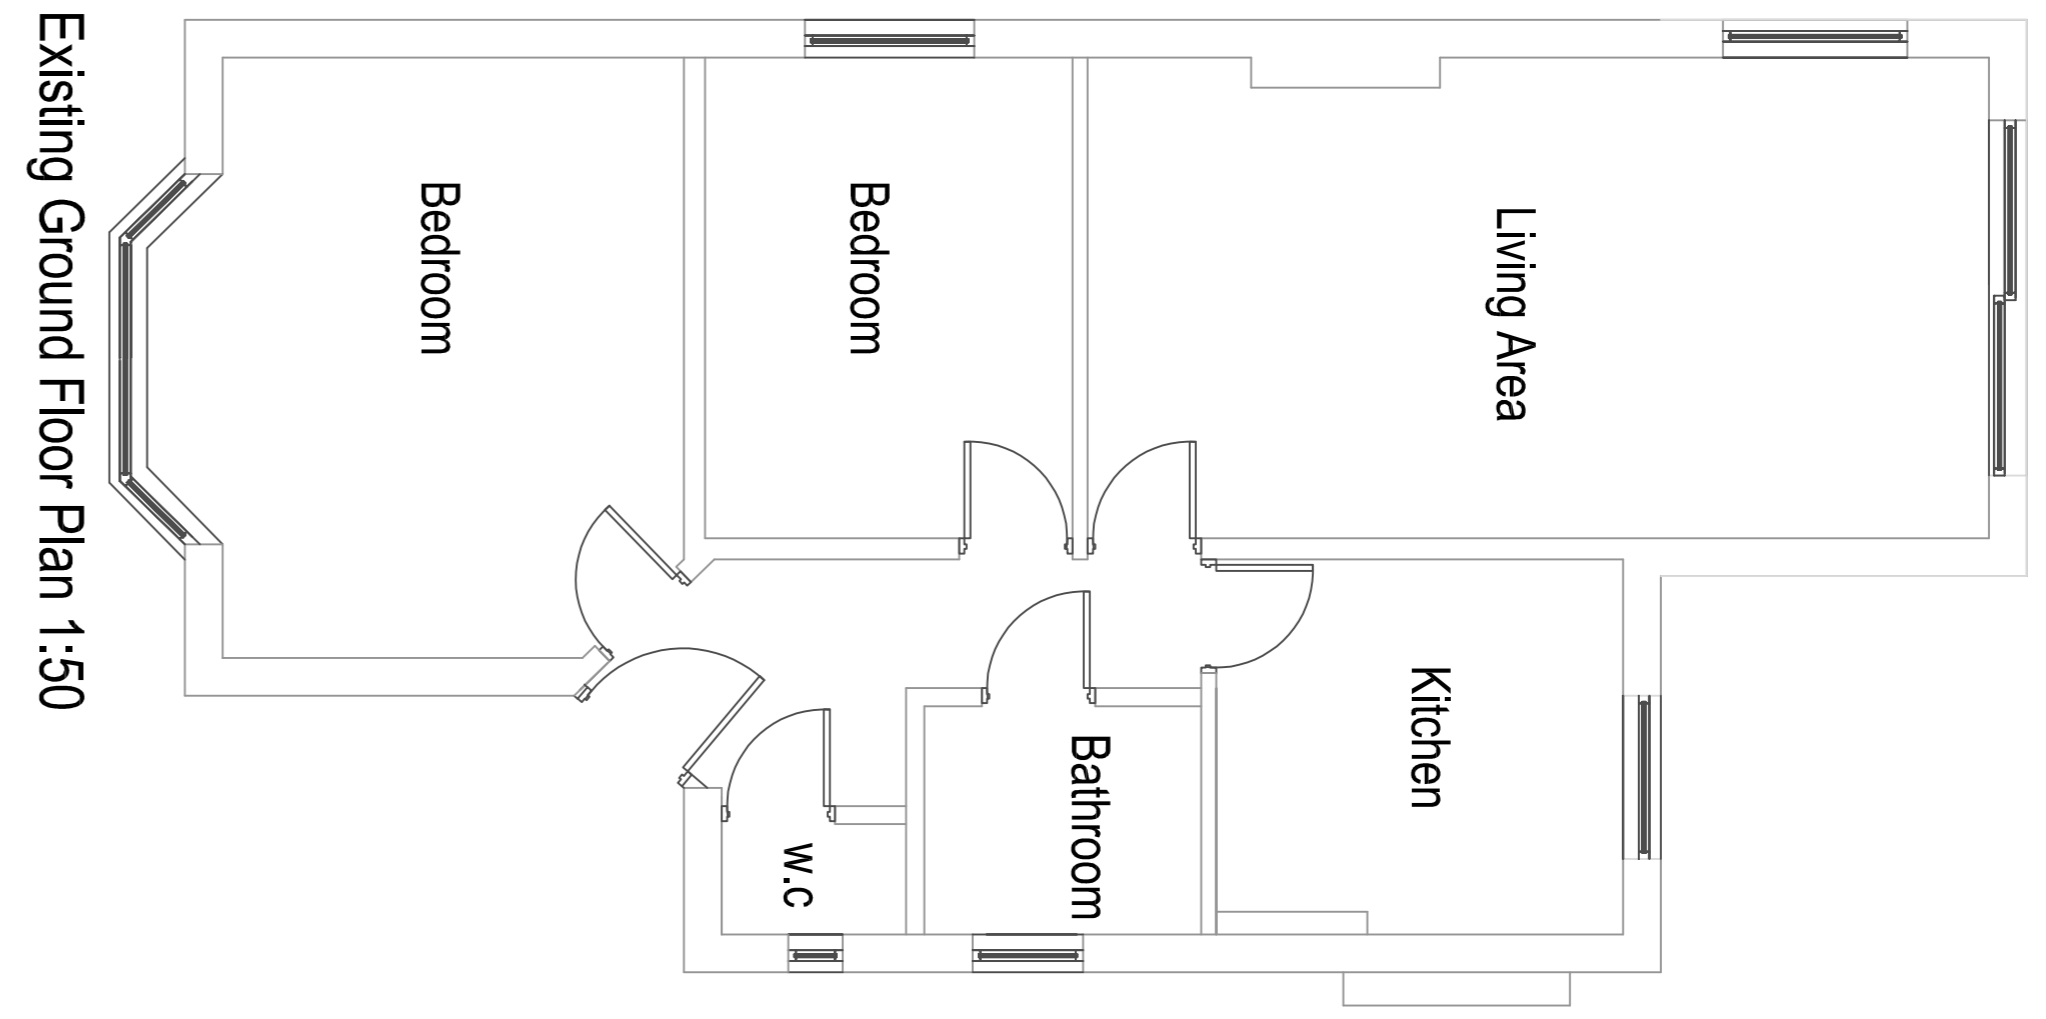 Living Area
Bedroom
Bedroom
Kitchen
Bathroom
w.c
Existing Ground Floor Plan 1:50